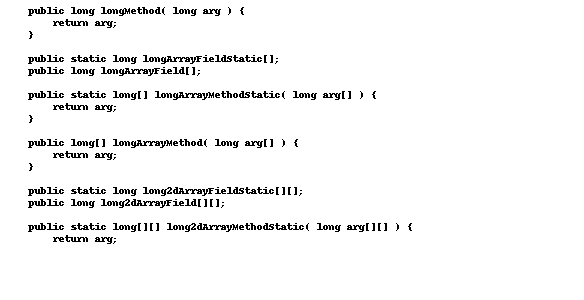 public long longMethod( long arg ) {
return arg;
}
public static long longArrayFieldStatic[];
public long longArrayField[];
public static long[] longArrayMethodStatic( long arg[] ) {
return arg;
}
public long[] longArrayMethod( long arg[] ) {
return arg;
}
public static long long2dArrayFieldStatic[][];
public long long2dArrayField[][];
public static long[][] long2dArrayMethodStatic( long arg[][] ) {
return arg;